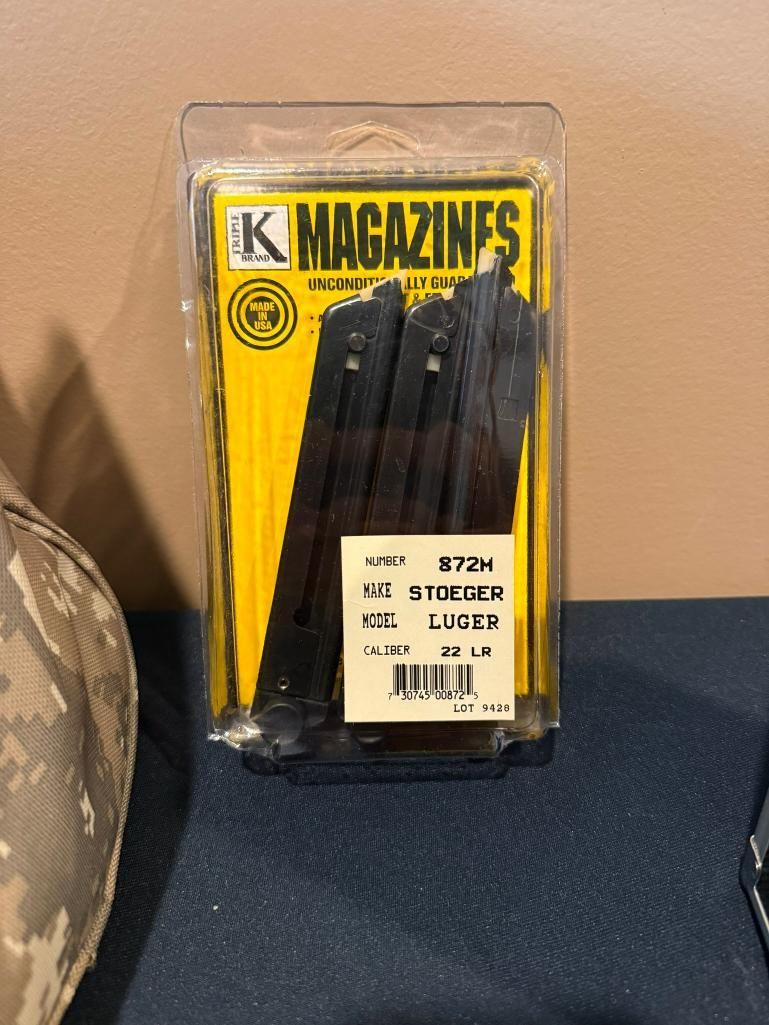 TRIPLE K BRAND
MAGAZINES
UNCONDITIONALLY
& 
MADE IN USA
NUMBER 872M
MAKE STOEGER
MODEL LUGER
CALIBER 22 LR
7 30745 00872 5
LOT 9428